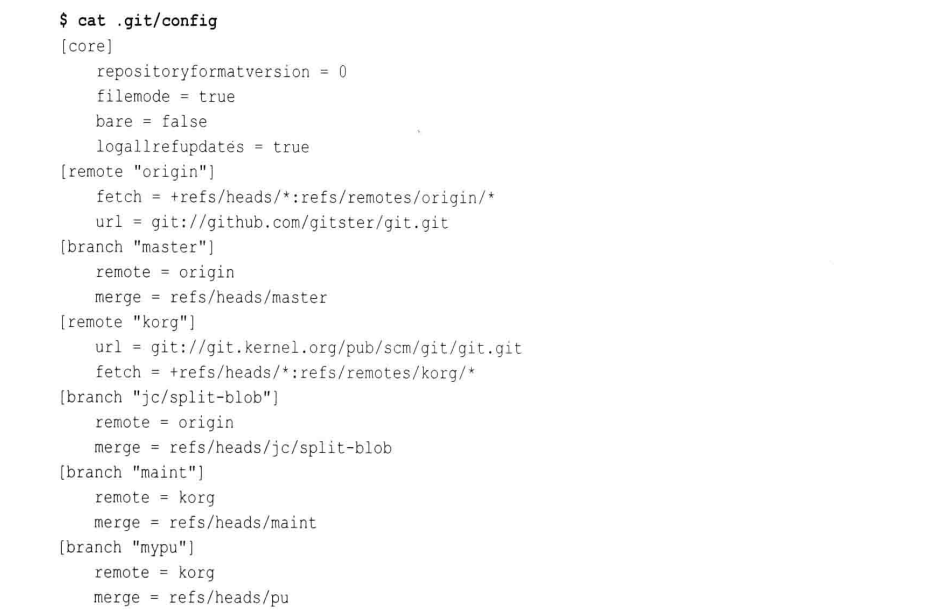 $ cat .git/config
[core]
    repositoryformatversion = 0
    filemode = true
    bare = false
    logallrefupdates = true
[remote "origin"]
    fetch = +refs/heads/*:refs/remotes/origin/*
    url = git://github.com/gitster/git.git
[branch "master"]
    remote = origin
    merge = refs/heads/master
[remote "korg"]
    url = git://git.kernel.org/pub/scm/git/git.git
    fetch = +refs/heads/*:refs/remotes/korg/*
[branch "jc/split-blob"]
    remote = origin
    merge = refs/heads/jc/split-blob
[branch "maint"]
    remote = korg
    merge = refs/heads/maint
[branch "mypu"]
    remote = korg
    merge = refs/heads/pu